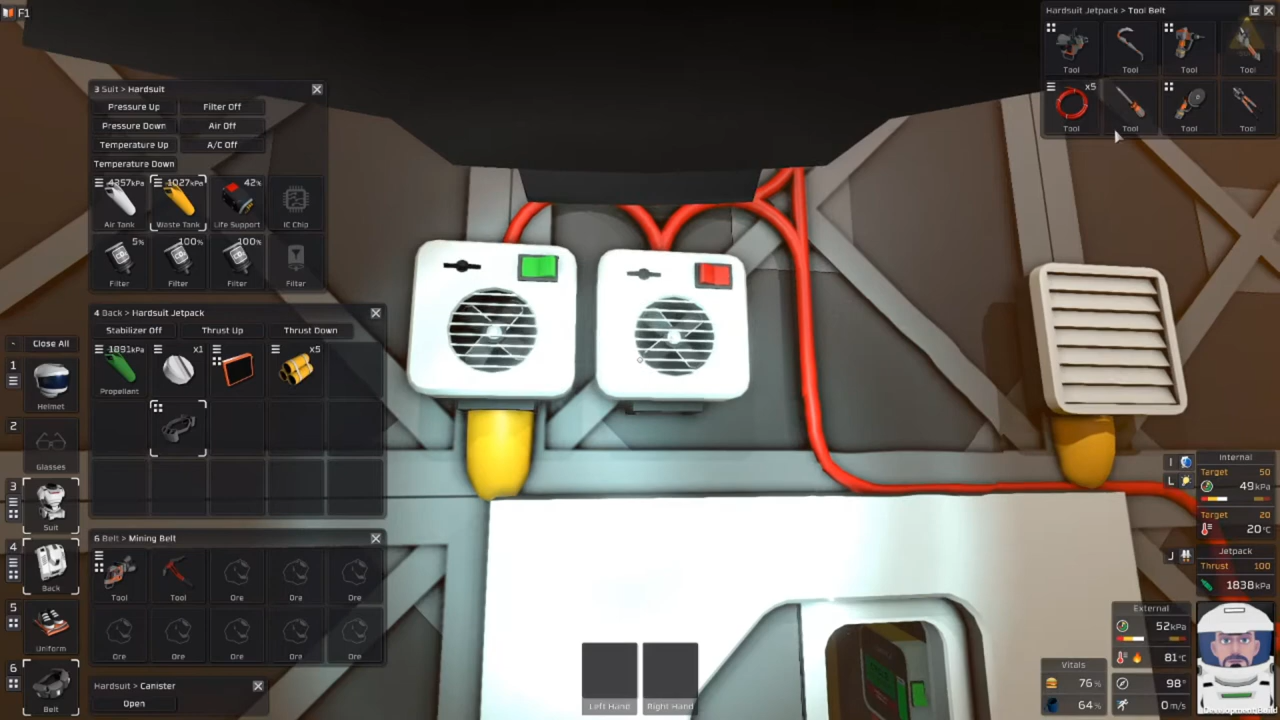 F1
Hardsuit Jetpack > Tool Belt
Tool Tool Tool Tool
x5
Tool Tool Tool Tool
3 Suit > Hardsuit
Pressure Up Filter Off
Pressure Down Air Off
Temperature Up A/C Off
Temperature Down
4357kPa 1027kPa 42%
Air Tank Waste Tank Life Support IC Chip
5% 100% 100%
Filter Filter Filter Filter
4 Back > Hardsuit Jetpack
Stabilizer Off Thrust Up Thrust Down
1891kPa x1 x5
Propellant
6 Belt > Mining Belt
Tool Tool Ore Ore Ore
Ore Ore Ore Ore Ore
Hardsuit > Canister
Open
Close All
1
Helmet
2
Glasses
3
Suit
4
Back
5
Uniform
6
Belt
Left Hand Right Hand
Internal
I
Target 50
L
49kPa
Target 20
20°C
Jetpack
J
Thrust 100
1838kPa
External
52kPa
81°C
98°
0m/s
Vitals
76%
64%